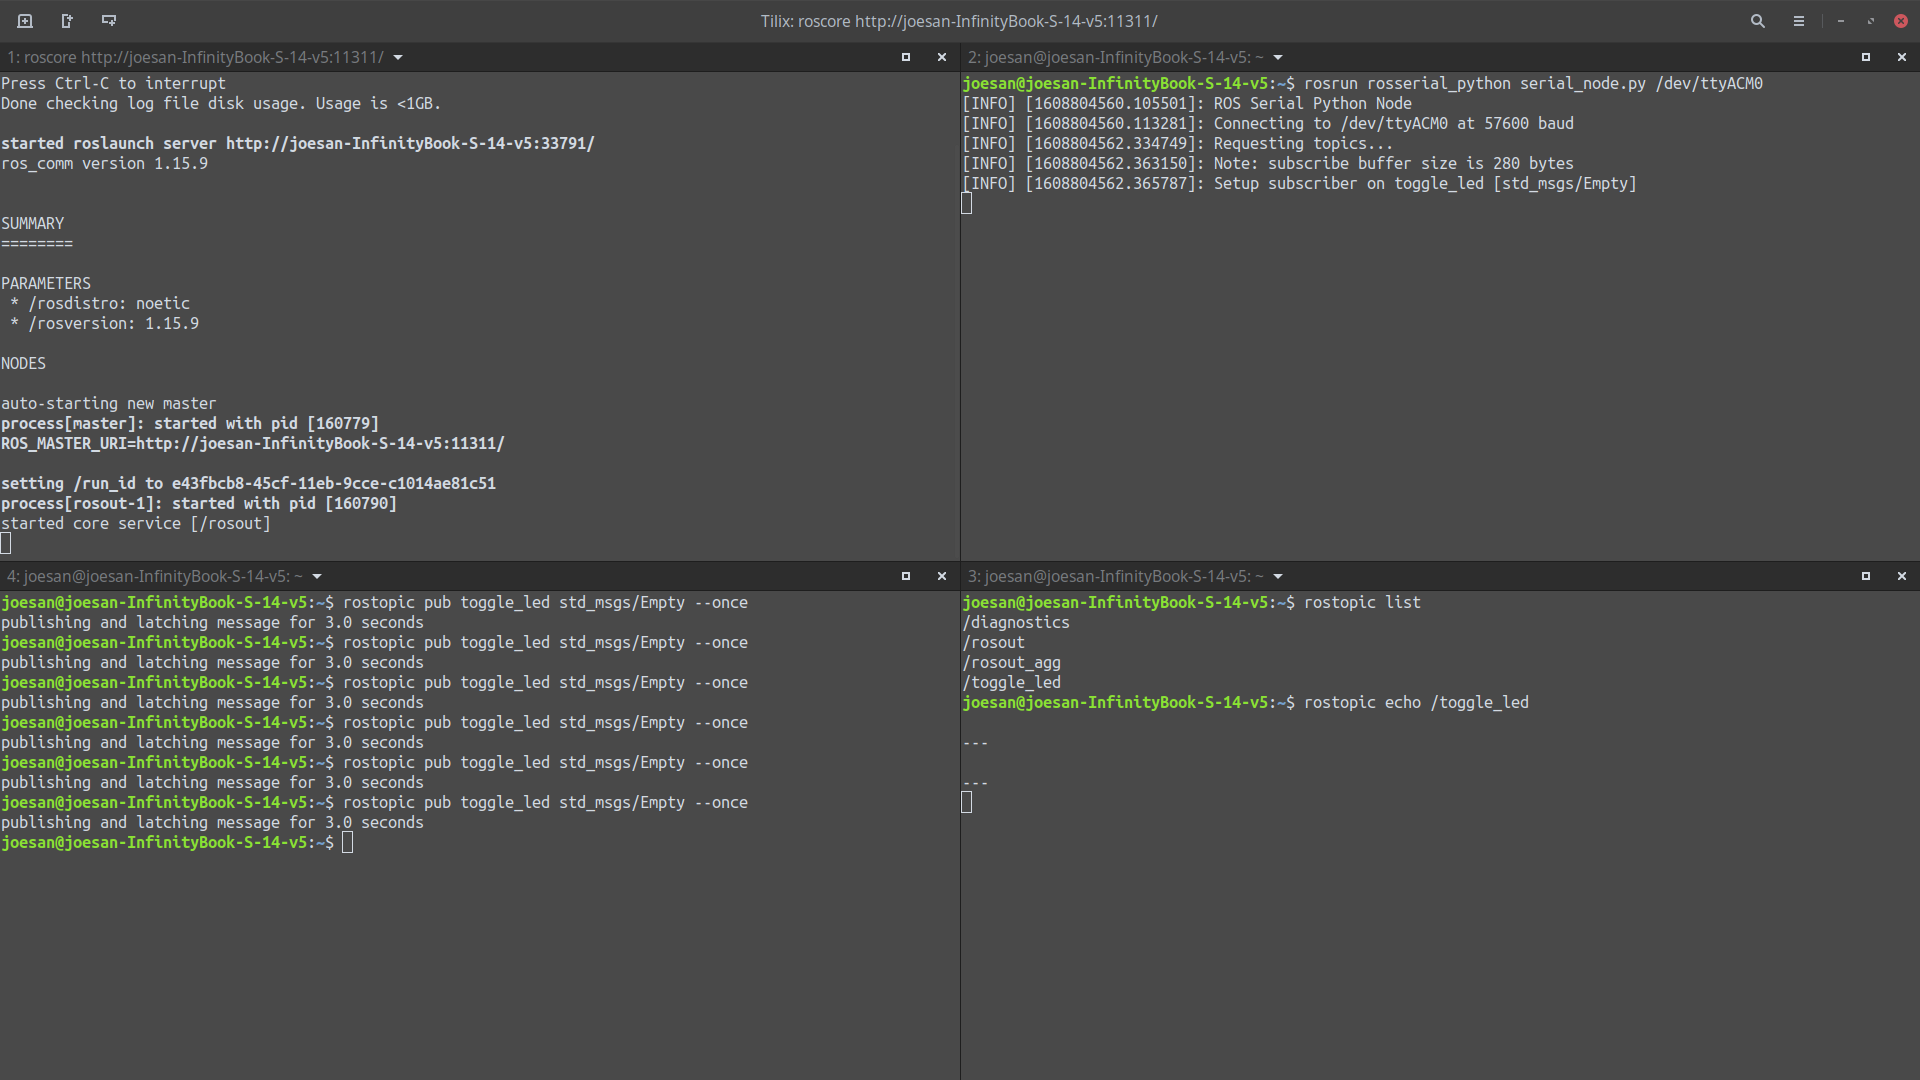 Tilix: roscore http://joesan-InfinityBook-S-14-v5:11311/
1: roscore http://joesan-InfinityBook-S-14-v5:11311/
Press Ctrl-C to interrupt
Done checking log file disk usage. Usage is <1GB.
started roslaunch server http://joesan-InfinityBook-S-14-v5:33791/
ros_comm version 1.15.9
SUMMARY
========
PARAMETERS
* /rosdistro: noetic
* /rosversion: 1.15.9
NODES
auto-starting new master
process[master]: started with pid [160779]
ROS_MASTER_URI=http://joesan-InfinityBook-S-14-v5:11311/
setting /run_id to e43fbcb8-45cf-11eb-9cce-c1014ae81c51
process[rosout-1]: started with pid [160790]
started core service [/rosout]
2: joesan@joesan-InfinityBook-S-14-v5: ~
joesan@joesan-InfinityBook-S-14-v5:~$ rosrun rosserial_python serial_node.py /dev/ttyACM0
[INFO] [1608804560.105501]: ROS Serial Python Node
[INFO] [1608804560.113281]: Connecting to /dev/ttyACM0 at 57600 baud
[INFO] [1608804562.334749]: Requesting topics...
[INFO] [1608804562.363150]: Note: subscribe buffer size is 280 bytes
[INFO] [1608804562.365787]: Setup subscriber on toggle_led [std_msgs/Empty]
4: joesan@joesan-InfinityBook-S-14-v5: ~
joesan@joesan-InfinityBook-S-14-v5:~$ rostopic pub toggle_led std_msgs/Empty --once
publishing and latching message for 3.0 seconds
joesan@joesan-InfinityBook-S-14-v5:~$ rostopic pub toggle_led std_msgs/Empty --once
publishing and latching message for 3.0 seconds
joesan@joesan-InfinityBook-S-14-v5:~$ rostopic pub toggle_led std_msgs/Empty --once
publishing and latching message for 3.0 seconds
joesan@joesan-InfinityBook-S-14-v5:~$ rostopic pub toggle_led std_msgs/Empty --once
publishing and latching message for 3.0 seconds
joesan@joesan-InfinityBook-S-14-v5:~$ rostopic pub toggle_led std_msgs/Empty --once
publishing and latching message for 3.0 seconds
joesan@joesan-InfinityBook-S-14-v5:~$ rostopic pub toggle_led std_msgs/Empty --once
publishing and latching message for 3.0 seconds
joesan@joesan-InfinityBook-S-14-v5:~$
3: joesan@joesan-InfinityBook-S-14-v5: ~
joesan@joesan-InfinityBook-S-14-v5:~$ rostopic list
/diagnostics
/rosout
/rosout_agg
/toggle_led
joesan@joesan-InfinityBook-S-14-v5:~$ rostopic echo /toggle_led
---
---